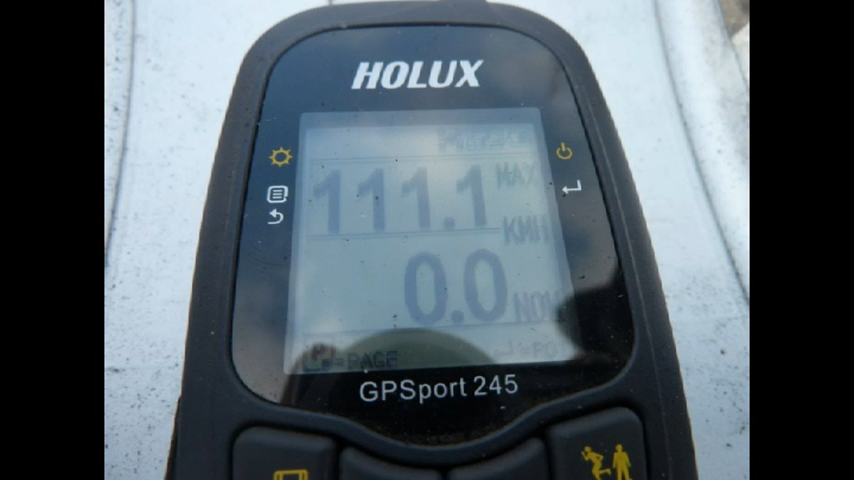 HOLUX
111.1 MAX
KMH
0.0 NOW
=PAGE
GPSport 245